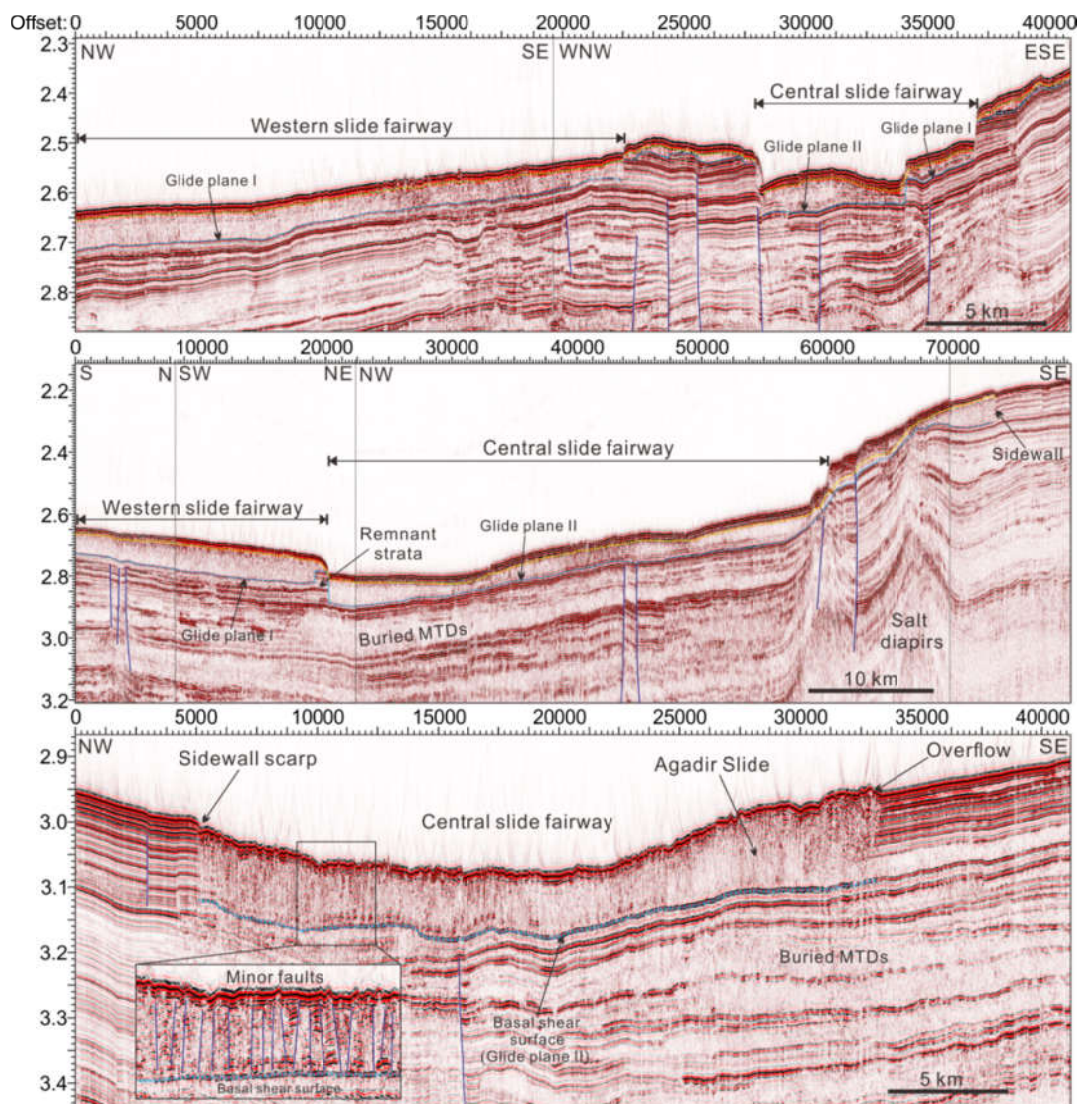 Offset: 0 5000 10000 15000 20000 25000 30000 35000 40000
2.3
NW SE WNW ESE
2.4
Central slide fairway
Western slide fairway
Glide plane I
2.5
Glide plane II
Glide plane I
2.6
2.7
2.8
5 km
0 10000 20000 30000 40000 50000 60000 70000
S N SW NE NW SE
2.2
2.4
Central slide fairway
Sidewall
Western slide fairway
2.6
Remnant
strata
Glide plane II
2.8
Glide plane I
Buried MTDs
3.0
Salt
diapirs
10 km
3.2
0 5000 10000 15000 20000 25000 30000 35000 40000
NW SE
2.9
Sidewall scarp
Agadir Slide
Overflow
3.0
Central slide fairway
3.1
3.2
Buried MTDs
Minor faults
3.3
Basal shear
surface
(Glide plane II)
Basal shear surface
3.4
5 km